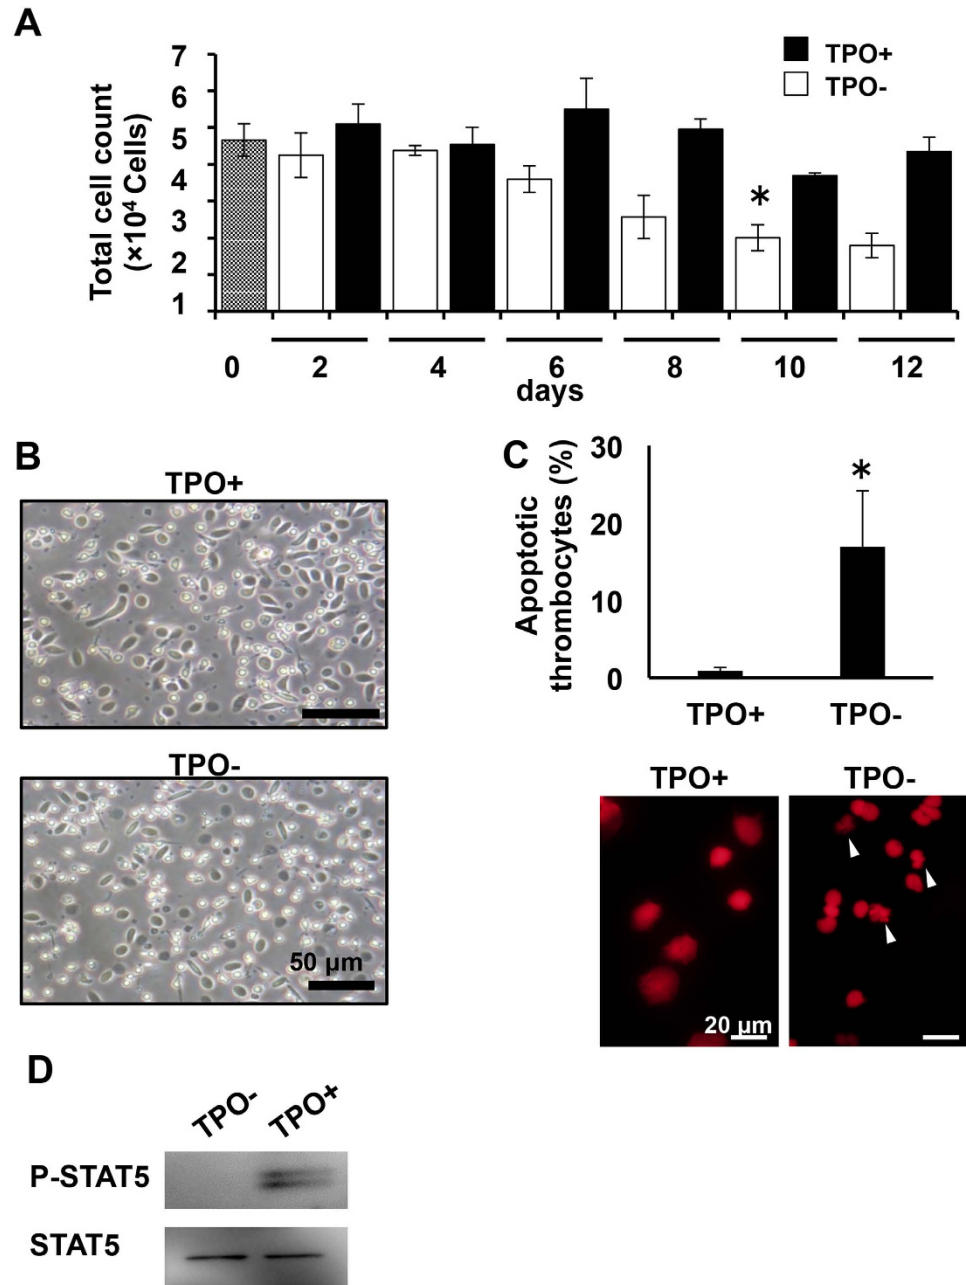 A
TPO+
TPO-
Total cell count
(×10⁴ Cells)
7
6
5
4
3
2
1
*
0 2 4 6 8 10 12
days
B
TPO+
TPO-
50 µm
C
Apoptotic
thrombocytes (%)
30
20
10
0
*
TPO+ TPO-
TPO+ TPO-
20 µm
D
TPO- TPO+
P-STAT5
STAT5